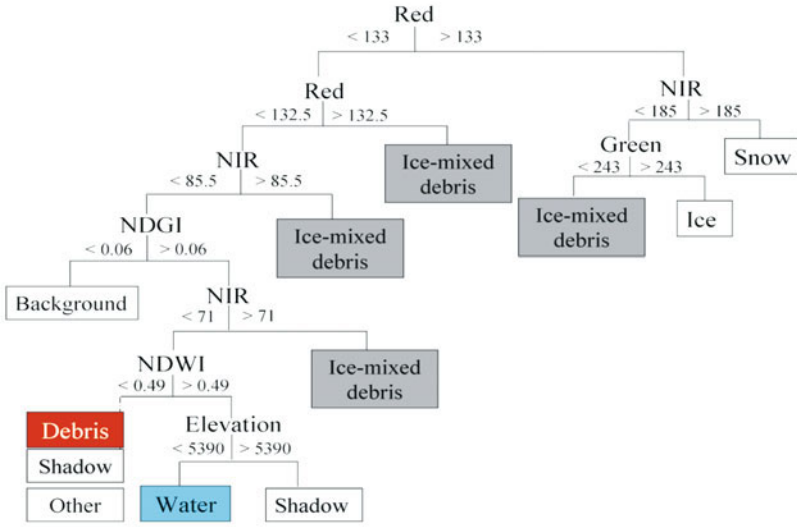 Red
< 133 > 133
Red
NIR
< 132.5 > 132.5
< 185 > 185
Green
Snow
NIR
Ice-mixed
debris
< 243 > 243
< 85.5 > 85.5
Ice-mixed
debris
Ice
NDGI
Ice-mixed
debris
< 0.06 > 0.06
Background
NIR
< 71 > 71
NDWI
Ice-mixed
debris
< 0.49 > 0.49
Debris
Elevation
< 5390 > 5390
Shadow
Other
Water
Shadow